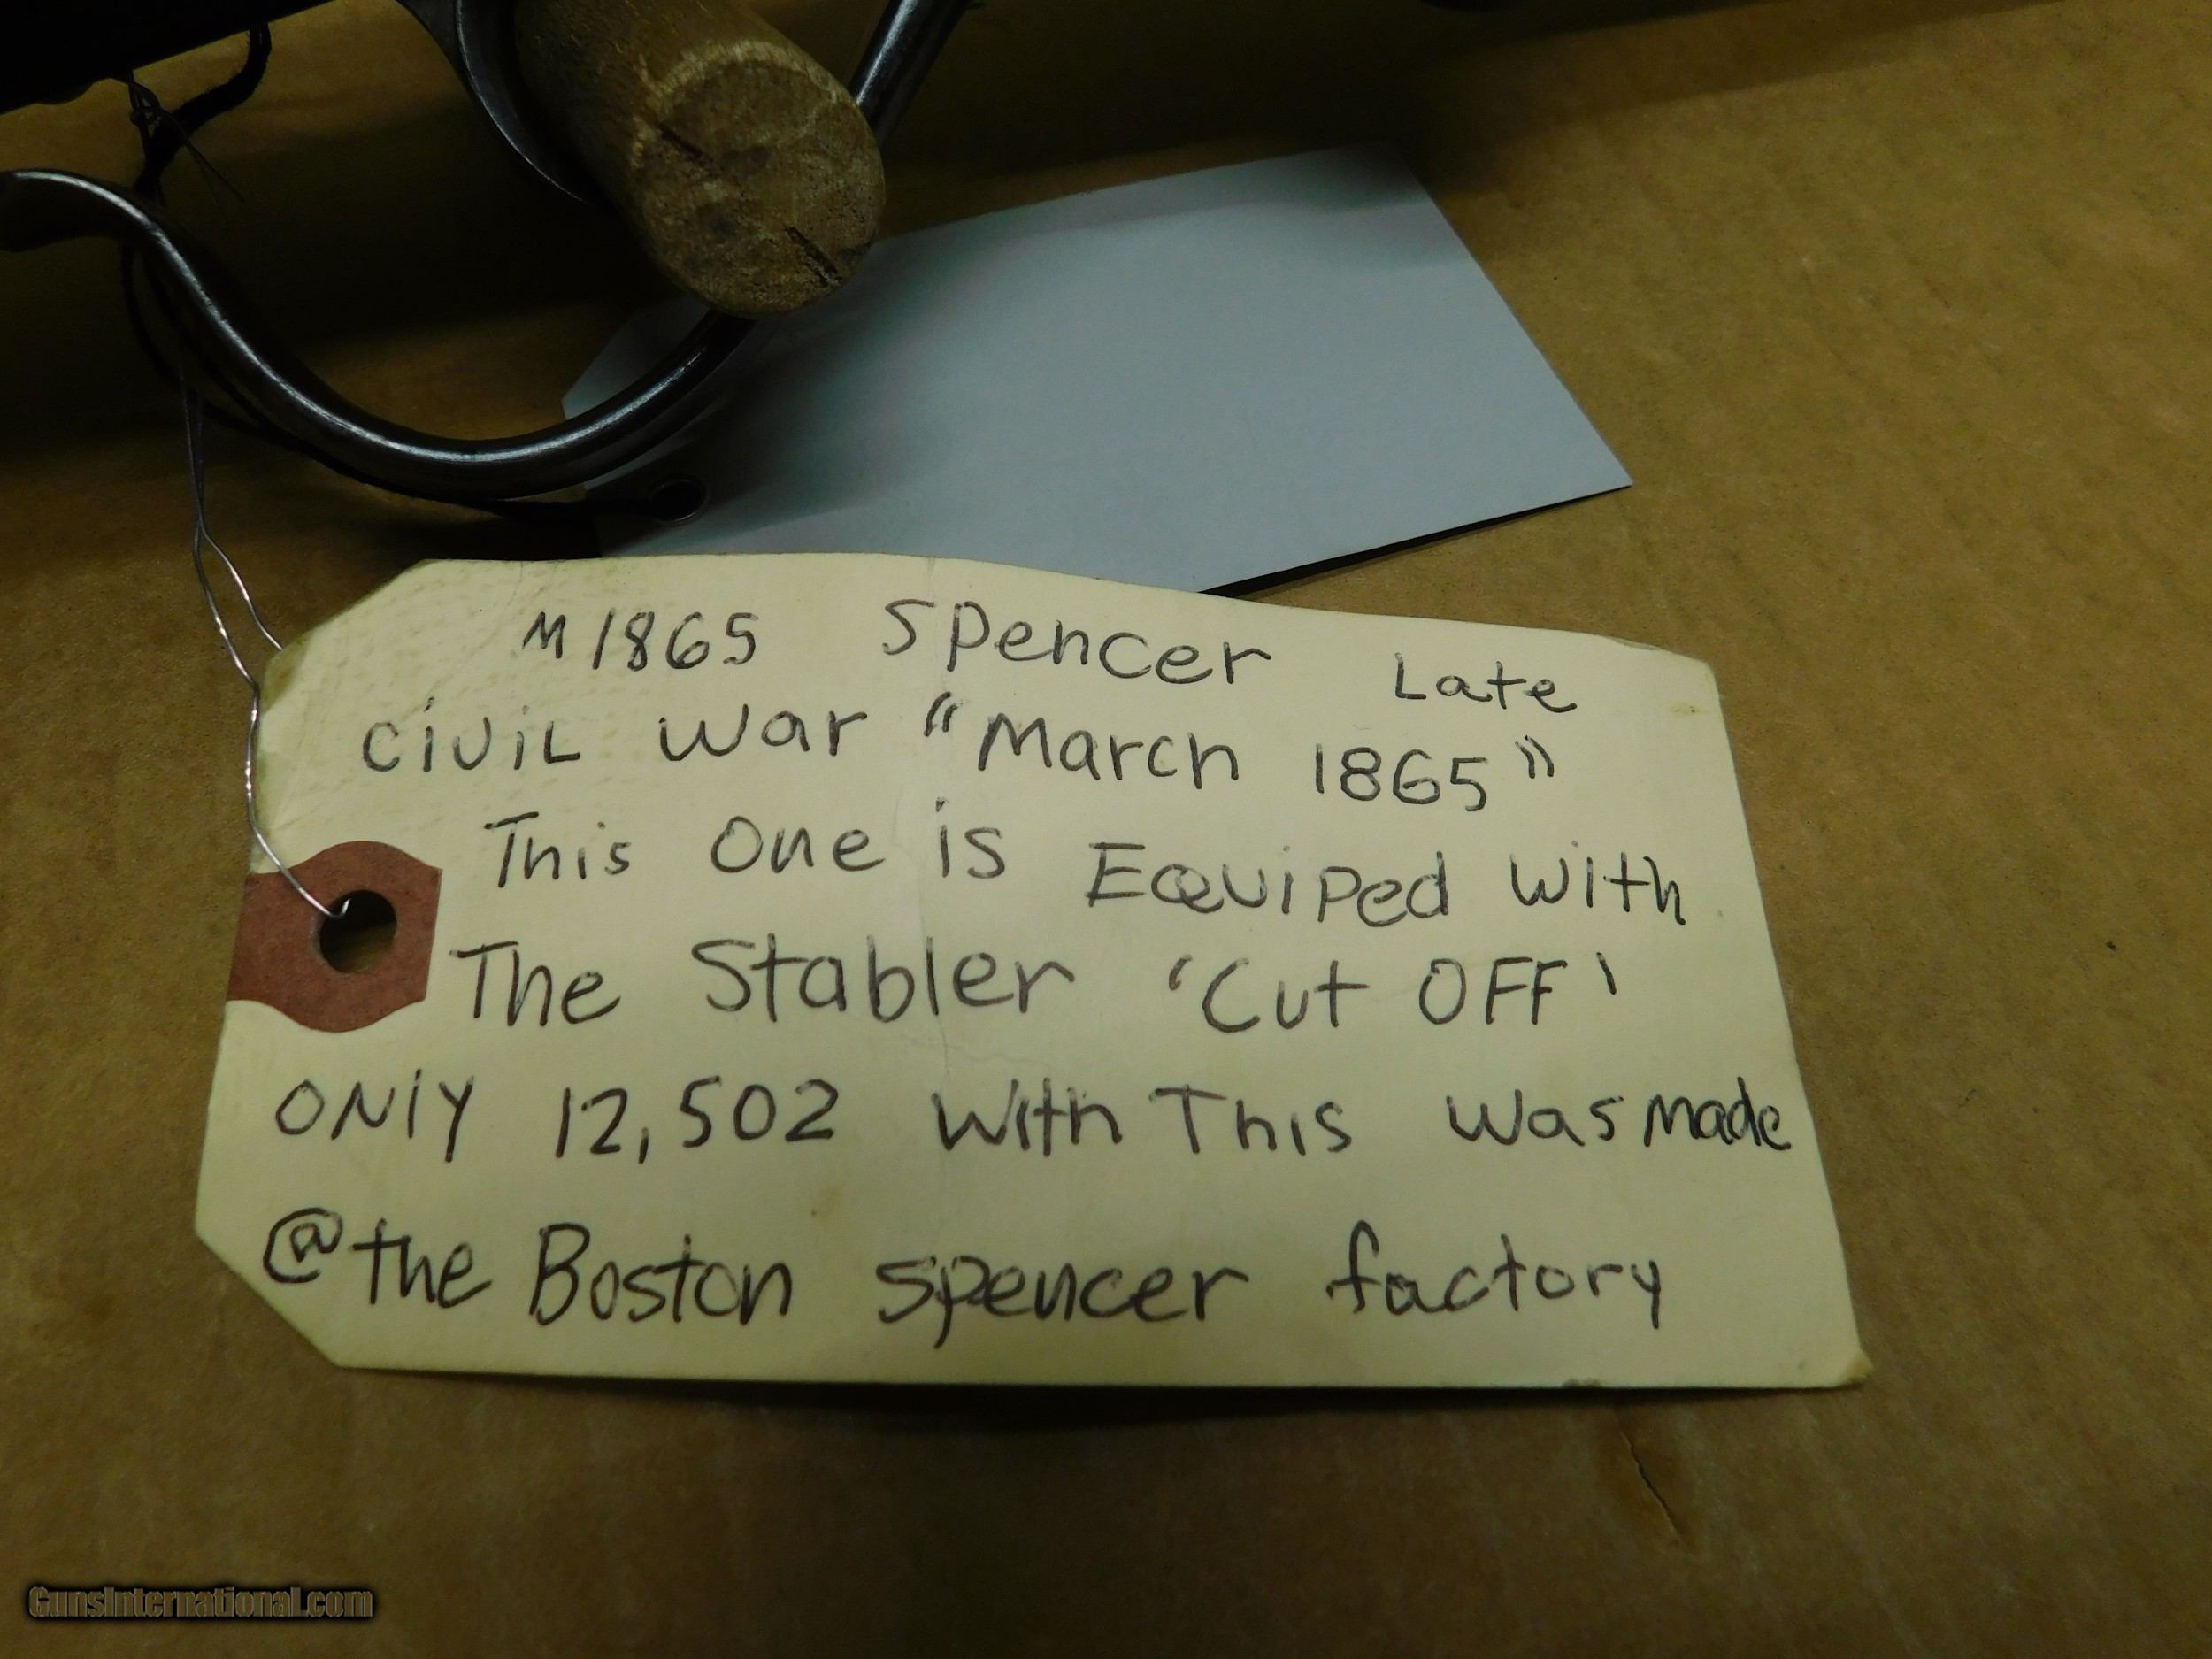 M1865 Spencer Late
Civil War "March 1865"
This one is Equiped with
The Stabler 'Cut OFF'
ONly 12,502 with This was made
@the Boston spencer factory
GunsInternational.com